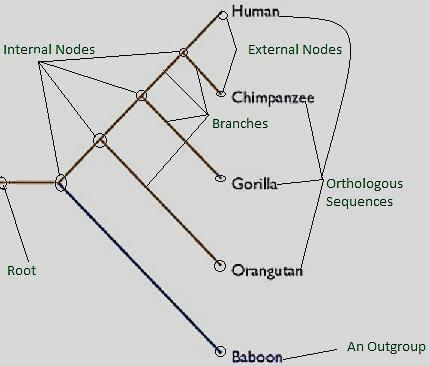 Human
Internal Nodes
External Nodes
Chimpanzee
Branches
Gorilla
Orthologous
Sequences
Root
Orangutan
An Outgroup
Baboon